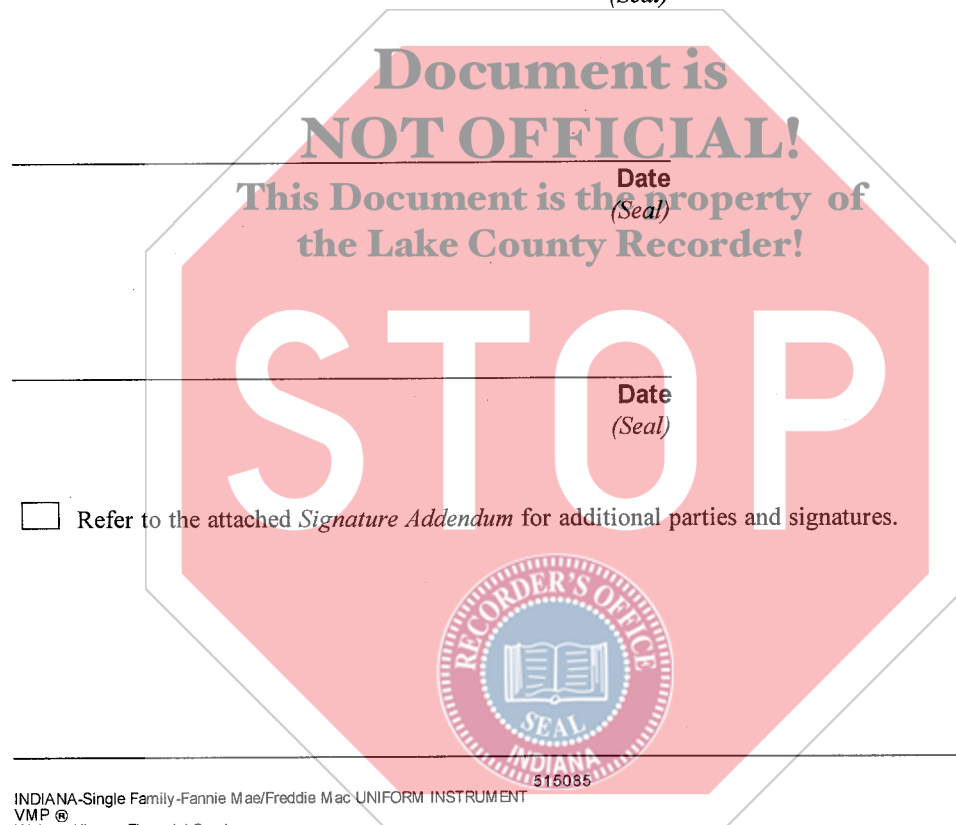 (Seal)
Document is
NOT OFFICIAL!
Date
This Document is the property of
(Seal)
the Lake County Recorder!
STOP
Date
(Seal)
Refer to the attached Signature Addendum for additional parties and signatures.
RECORDER'S OFFICE
SEAL
INDIANA
515085
INDIANA-Single Family-Fannie Mae/Freddie Mac UNIFORM INSTRUMENT
VMP ®